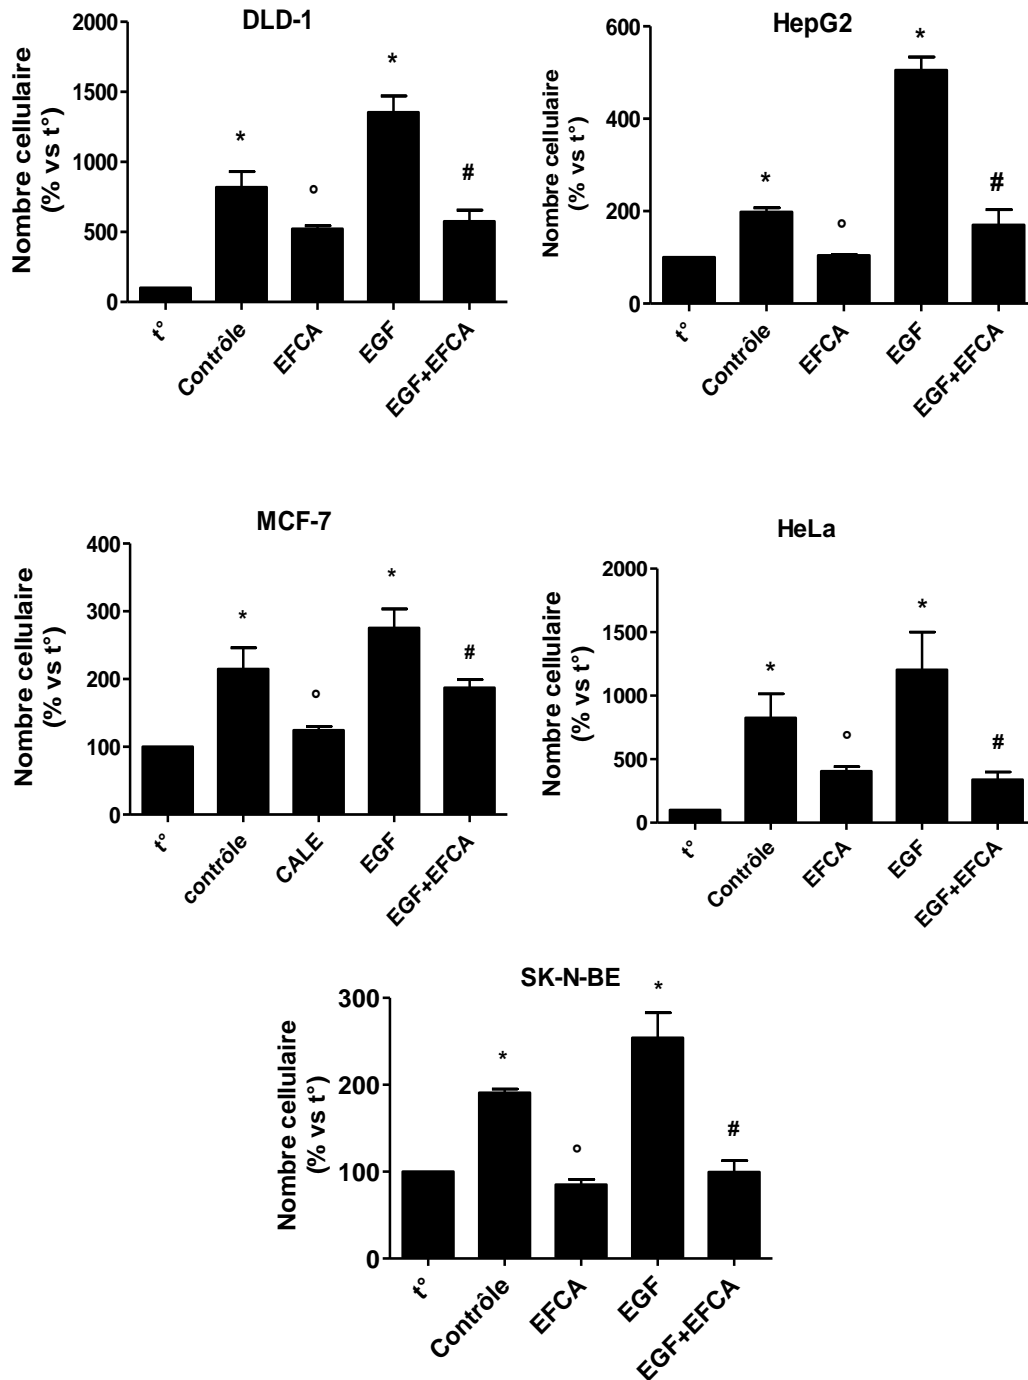 DLD-1
Nombre cellulaire
(% vs t°)
2000
1500
1000
500
0
*
°
*
#
t°
Contrôle
EFCA
EGF
EGF+EFCA
HepG2
Nombre cellulaire
(% vs t°)
600
400
200
0
*
°
*
#
t°
Contrôle
EFCA
EGF
EGF+EFCA
MCF-7
Nombre cellulaire
(% vs t°)
400
300
200
100
0
*
°
*
#
t°
contrôle
CALE
EGF
EGF+EFCA
HeLa
Nombre cellulaire
(% vs t°)
2000
1500
1000
500
0
*
°
*
#
t°
Contrôle
EFCA
EGF
EGF+EFCA
SK-N-BE
Nombre cellulaire
(% vs t°)
300
200
100
0
*
°
*
#
t°
Contrôle
EFCA
EGF
EGF+EFCA